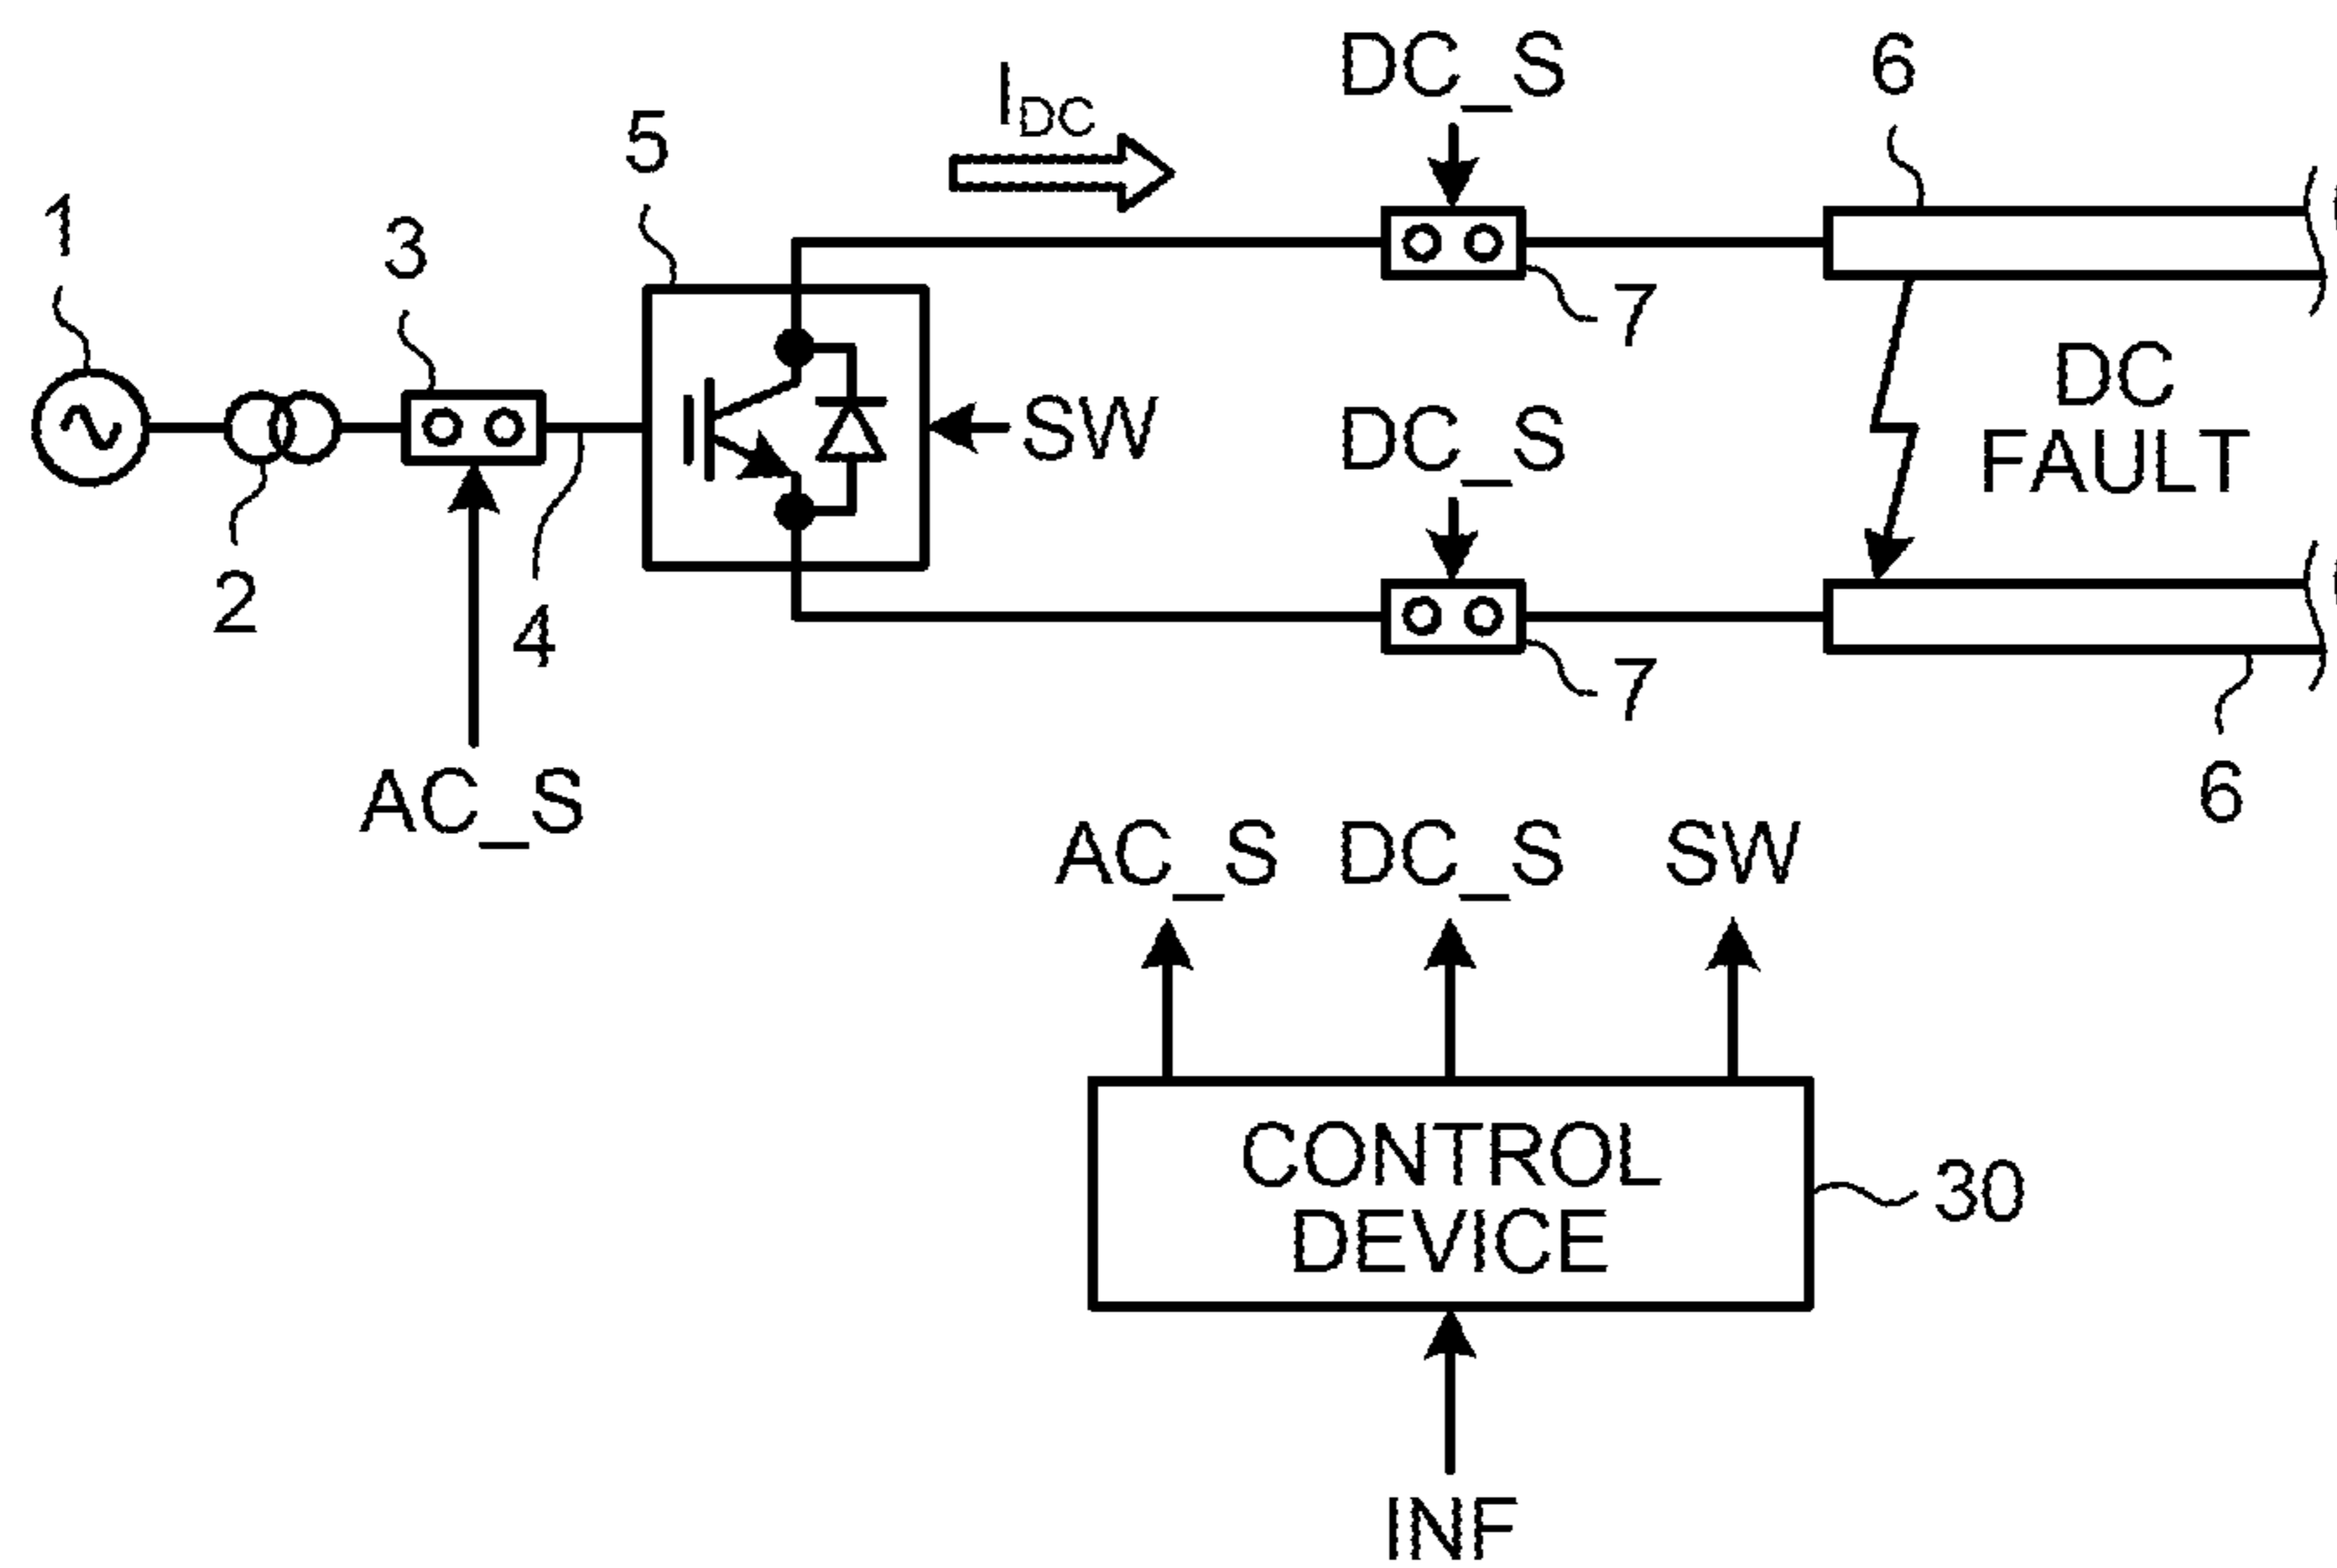 DC_S
6
I_DC
5
1
3
7
DC
FAULT
SW
DC_S
2
4
7
6
AC_S
AC_S DC_S SW
CONTROL
DEVICE
30
INF